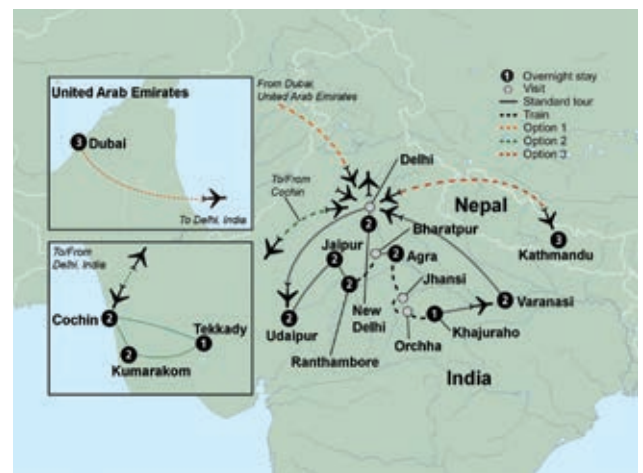 United Arab Emirates
3 Dubai
To Delhi, India
To/From
Delhi, India
Cochin 2
Tekkady
1
2
Kumarakom
From Dubai,
United Arab Emirates
To/From
Cochin
1 Overnight stay
Visit
Standard tour
Train
Option 1
Option 2
Option 3
Delhi
2
Nepal
3
Kathmandu
Bharatpur
Jaipur
2
2 Agra
2
Jhansi
2
Udaipur
New
Delhi
1
Khajuraho
2 Varanasi
Orchha
Ranthambore
India